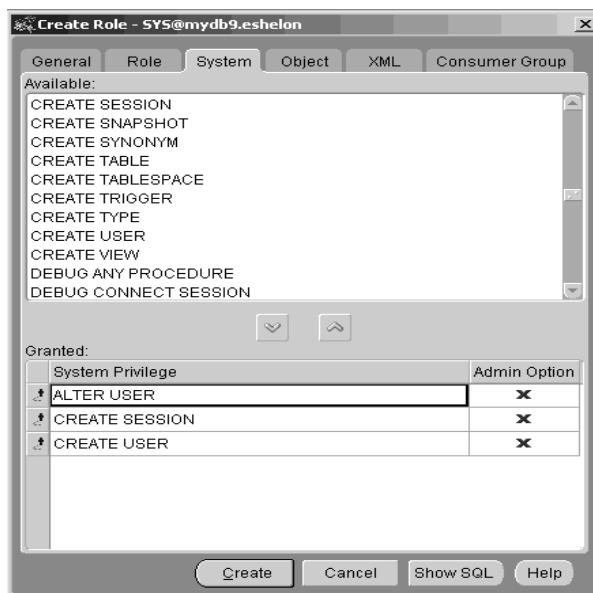 Create Role - SYS@mydb9.eshelon
General Role System Object XML Consumer Group
Available:
CREATE SESSION
CREATE SNAPSHOT
CREATE SYNONYM
CREATE TABLE
CREATE TABLESPACE
CREATE TRIGGER
CREATE TYPE
CREATE USER
CREATE VIEW
DEBUG ANY PROCEDURE
DEBUG CONNECT SESSION
Granted:
System Privilege Admin Option
ALTER USER
CREATE SESSION
CREATE USER
Create Cancel Show SQL Help